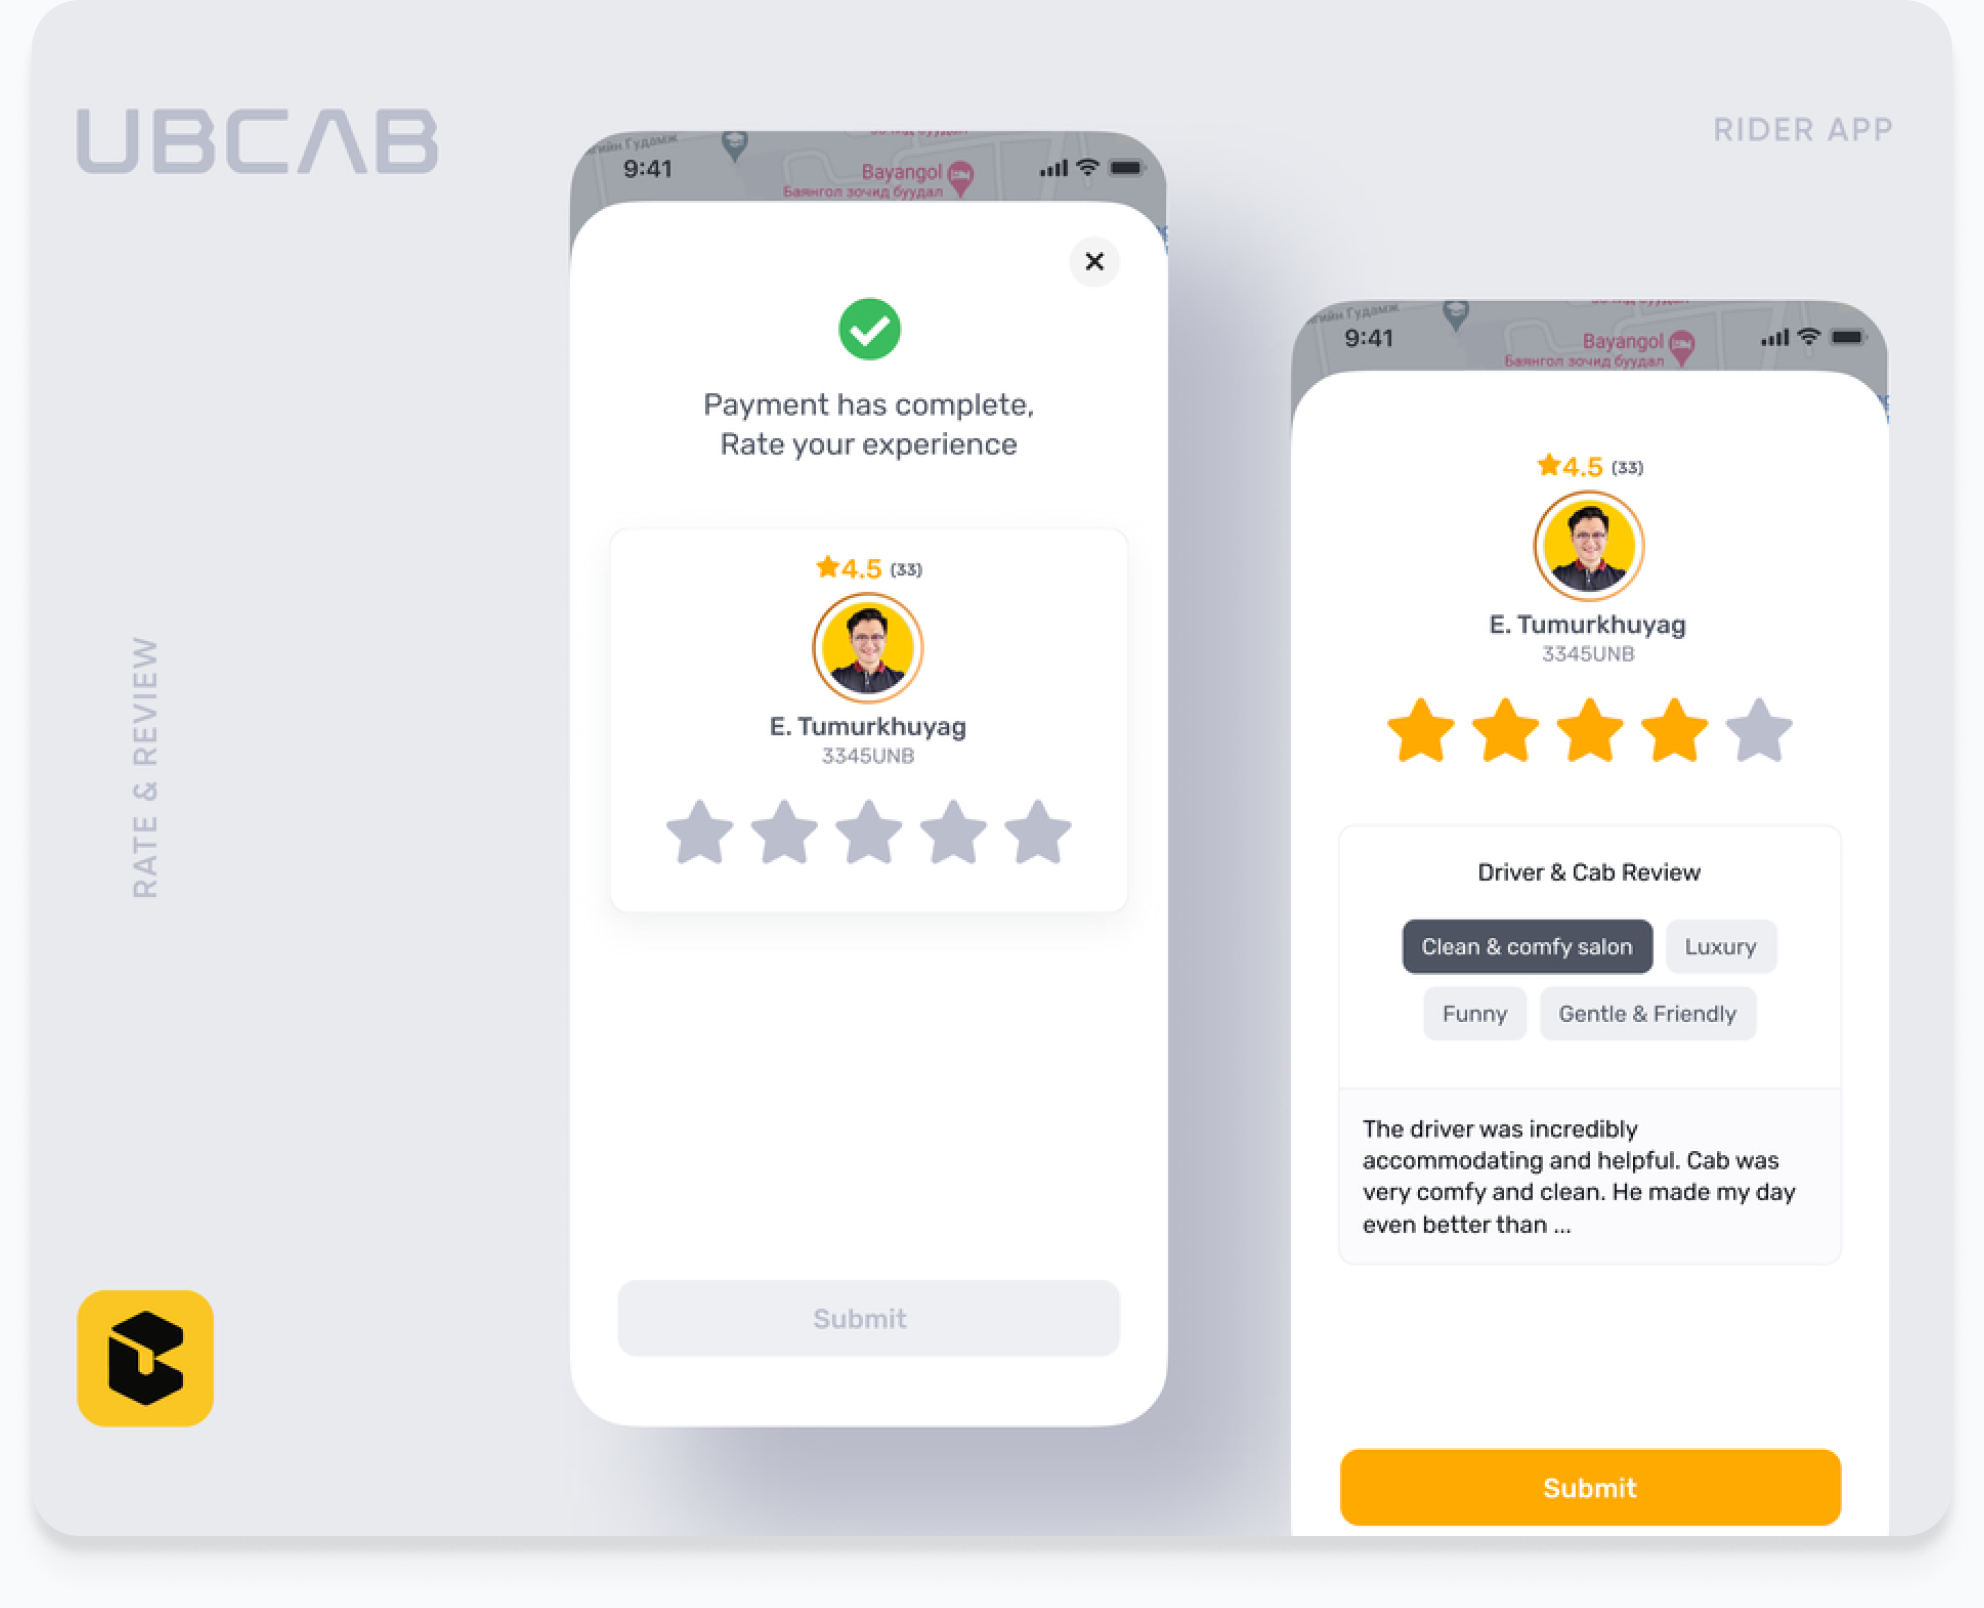 UBCAB
RIDER APP
RATE & REVIEW
9:41
Bayangol
Баянгол зочид буудал
Payment has complete,
Rate your experience
4.5 (33)
E. Tumurkhuyag
3345UNB
Submit
Гудамж
9:41
Bayangol
Баянгол зочид буудал
4.5 (33)
E. Tumurkhuyag
3345UNB
Driver & Cab Review
Clean & comfy salon
Luxury
Funny
Gentle & Friendly
The driver was incredibly
accommodating and helpful. Cab was
very comfy and clean. He made my day
even better than ...
Submit